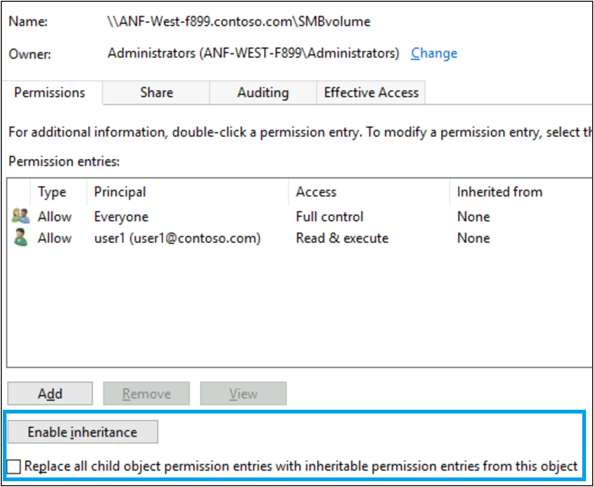 Name: \\ANF-West-f899.contoso.com\SMBvolume
Owner: Administrators (ANF-WEST-F899\Administrators) Change
Permissions Share Auditing Effective Access
For additional information, double-click a permission entry. To modify a permission entry, select th
Permission entries:
Type Principal Access Inherited from
Allow Everyone Full control None
Allow user1 (user1@contoso.com) Read & execute None
Add Remove View
Enable inheritance
Replace all child object permission entries with inheritable permission entries from this object